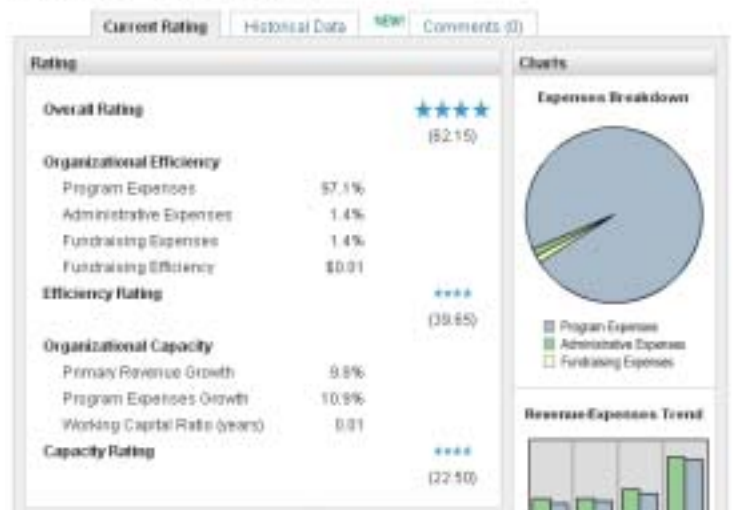 Current Rating
Historical Data
NEW!
Comments (0)
Rating
Overall Rating
(62.15)
Organizational Efficiency
Program Expenses 97.1%
Administrative Expenses 1.4%
Fundraising Expenses 1.4%
Fundraising Efficiency $0.01
Efficiency Rating
(39.65)
Organizational Capacity
Primary Revenue Growth 9.8%
Program Expenses Growth 10.9%
Working Capital Ratio (years) 0.01
Capacity Rating
(22.50)
Charts
Expenses Breakdown
Program Expenses
Administrative Expenses
Fundraising Expenses
Revenue/Expenses Trend